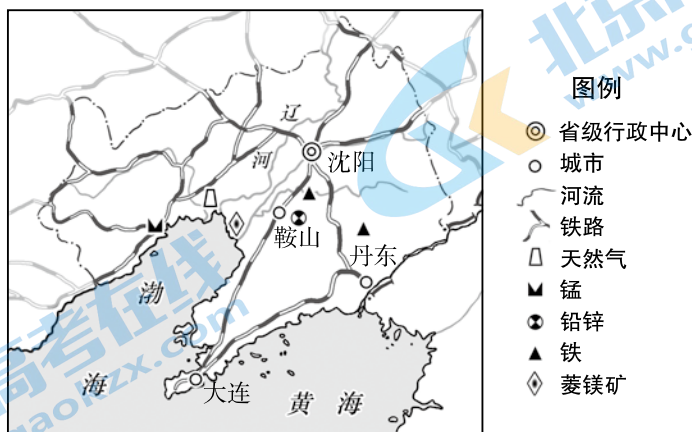 辽
河
沈阳
鞍山
丹东
渤
海
大连
黄 海
图例
省级行政中心
城市
河流
铁路
天然气
锰
铅锌
铁
菱镁矿
北京
www.g
高考在线
gaokzx.com